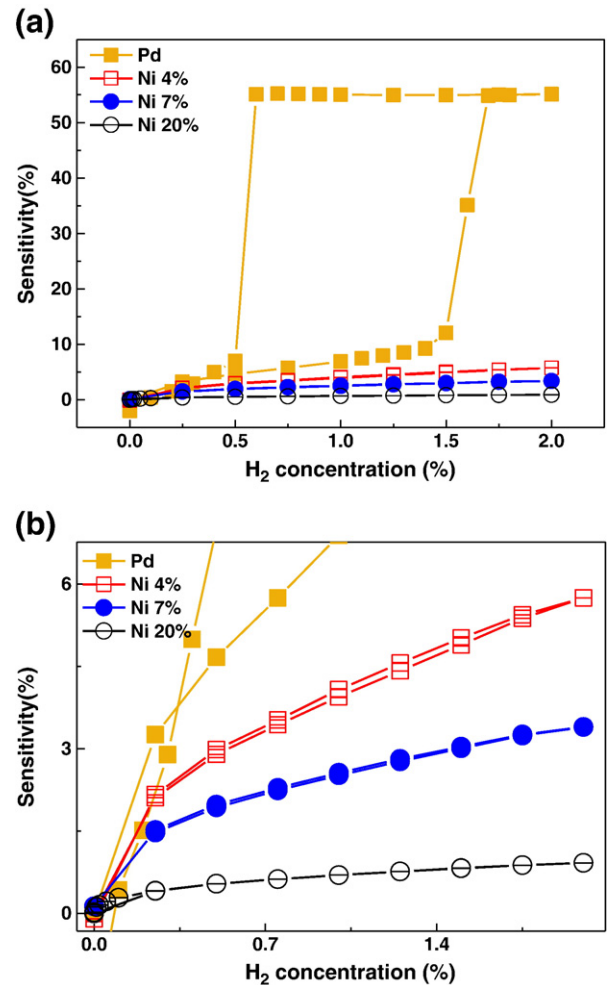 (a)
Pd
Ni 4%
Ni 7%
Ni 20%
60
50
40
30
20
10
0
Sensitivity(%)
0.0 0.5 1.0 1.5 2.0
H₂ concentration (%)
(b)
Pd
Ni 4%
Ni 7%
Ni 20%
6
3
0
Sensitivity(%)
0.0 0.7 1.4
H₂ concentration (%)